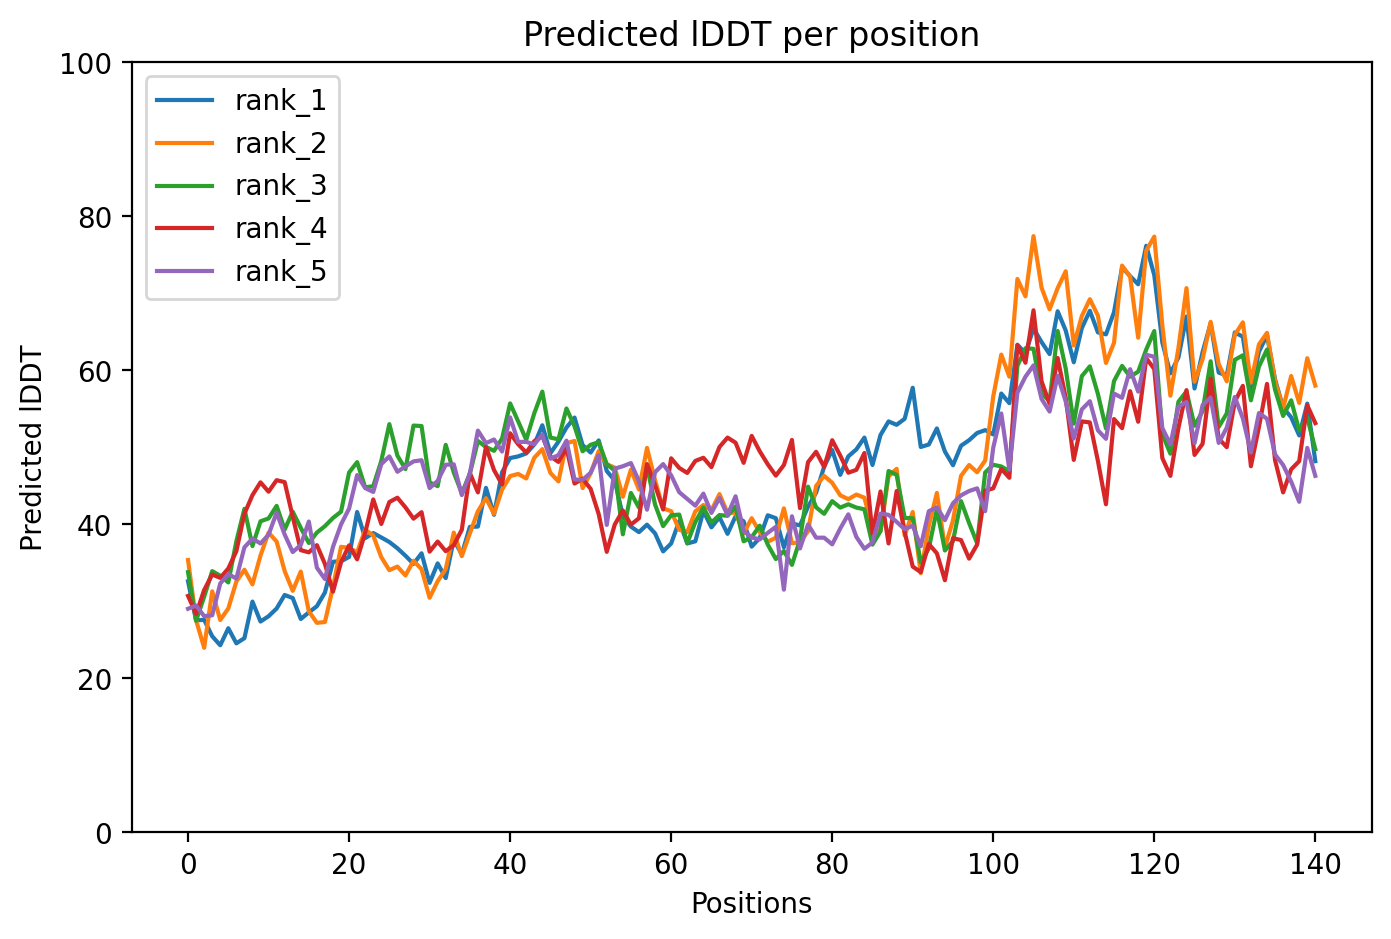 Predicted lDDT per position
100
80
60
40
20
0
Predicted lDDT
rank_1
rank_2
rank_3
rank_4
rank_5
0 20 40 60 80 100 120 140
Positions